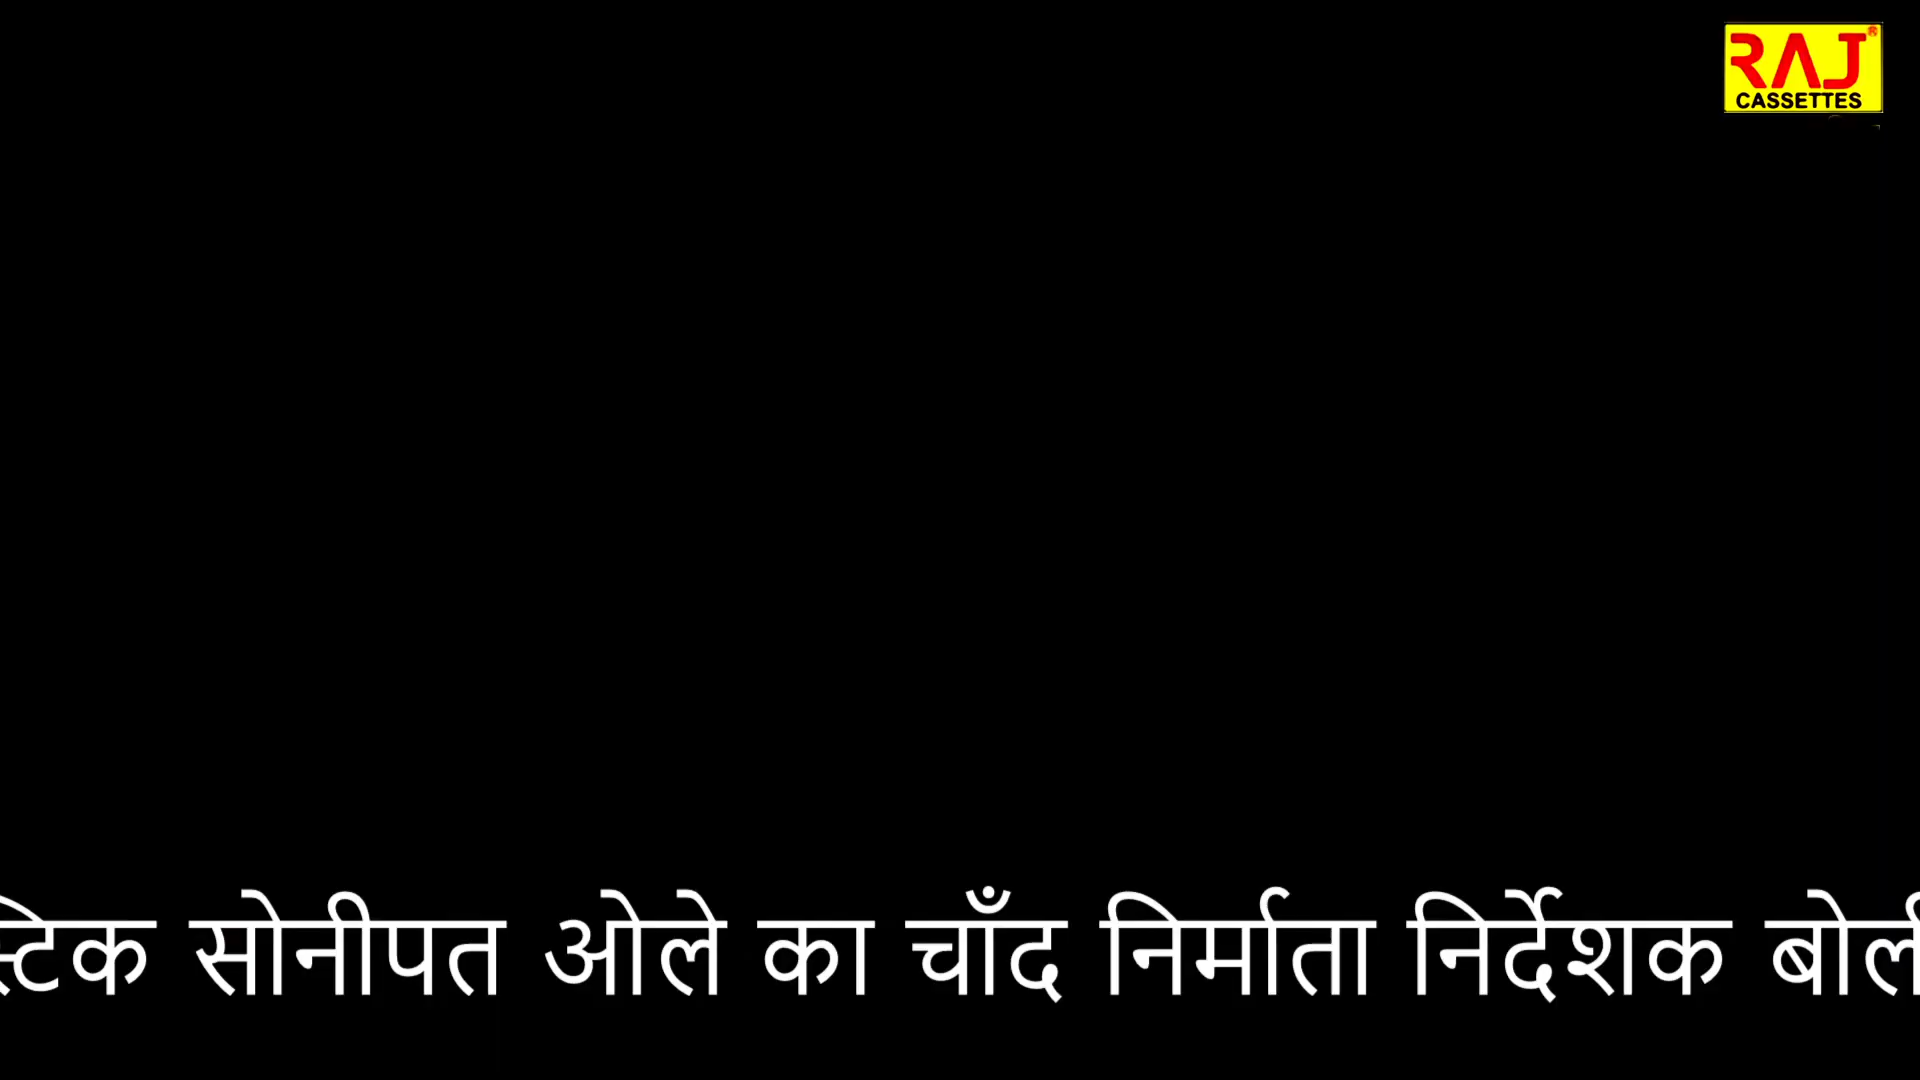 RAJ®
CASSETTES
सोनीपत ओले का चाँद निर्माता निर्देशक